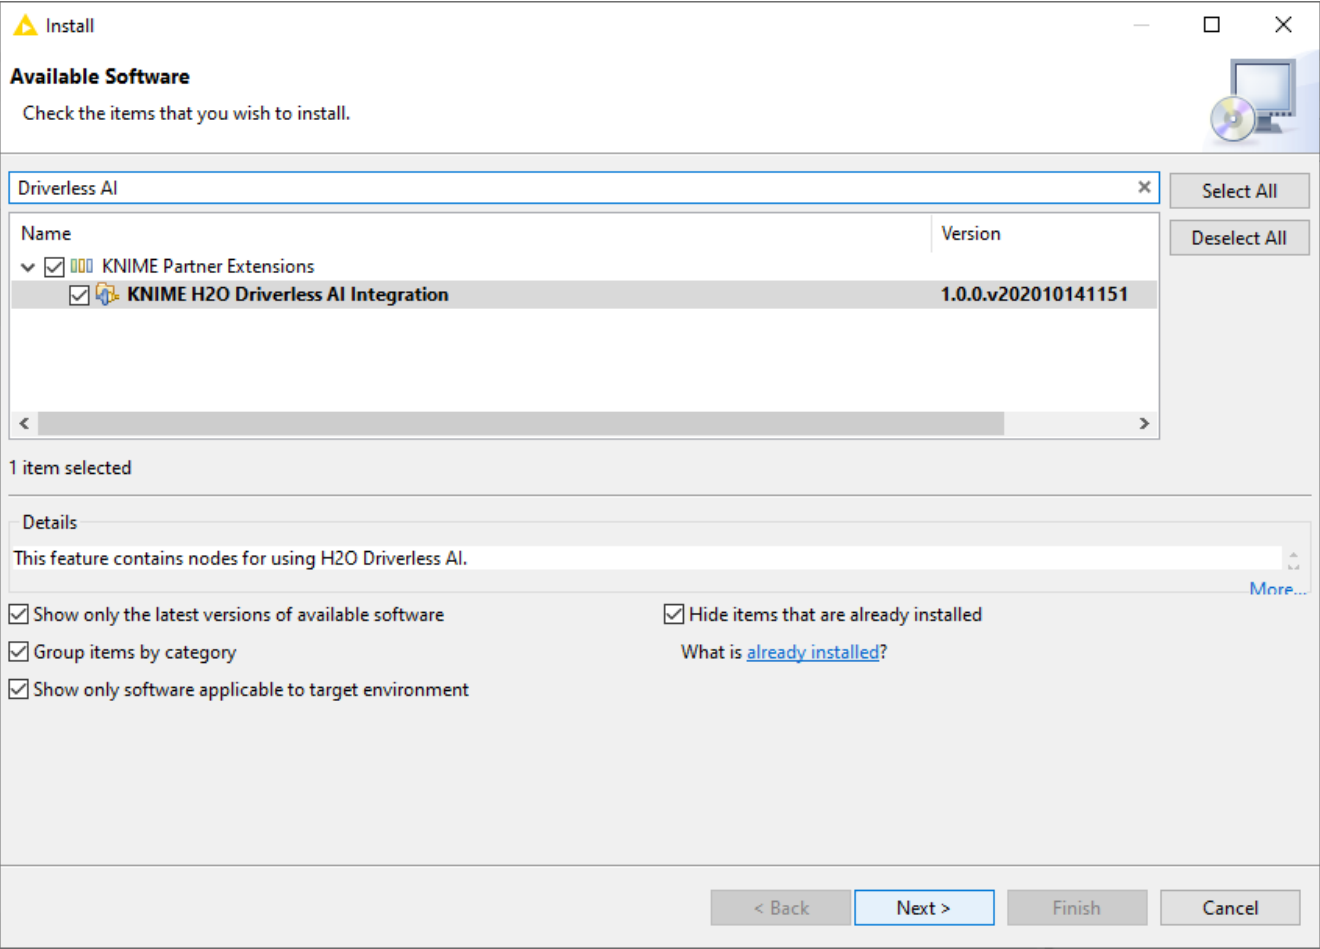 Install
Available Software
Check the items that you wish to install.
Driverless AI
Select All
Name Version
Deselect All
KNIME Partner Extensions
KNIME H2O Driverless AI Integration 1.0.0.v202010141151
1 item selected
Details
This feature contains nodes for using H2O Driverless AI.
More...
Show only the latest versions of available software
Hide items that are already installed
Group items by category
What is already installed?
Show only software applicable to target environment
< Back Next > Finish Cancel